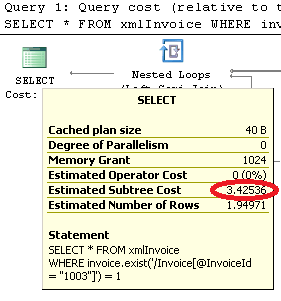 Query 1: Query cost (relative to t
SELECT * FROM xmlInvoice WHERE inv
SELECT
Nested Loops
(Left Semi Join)
Cost:
SELECT
Cached plan size 40 B
Degree of Parallelism 0
Memory Grant 1024
Estimated Operator Cost 0 (0%)
Estimated Subtree Cost 3.42536
Estimated Number of Rows 1.94971
Statement
SELECT * FROM xmlInvoice
WHERE invoice.exist('/Invoice[@InvoiceId
= "1003"]') = 1